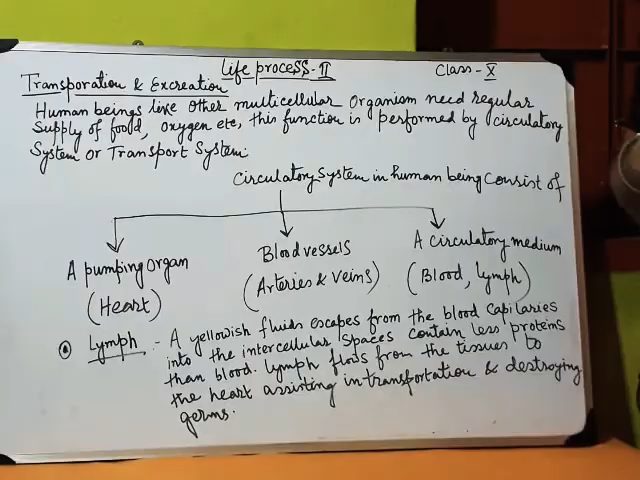 Life process-II
Class-X
Transporation & Excreation
Human beings like other multicellular organism need regular
supply of food, oxygen etc, this function is performed by circulatory
System or Transport System.
Circulatory System in human being consist of
A pumping organ
(Heart)
Blood vessels
(Arteries & Veins)
A circulatory medium
(Blood, lymph)
Lymph - A yellowish fluids escapes from the blood capilaries
into the intercellular spaces contain less proteins
than blood. Lymph flows from the tissues to
the heart assisting in transportation & destroying
germs.